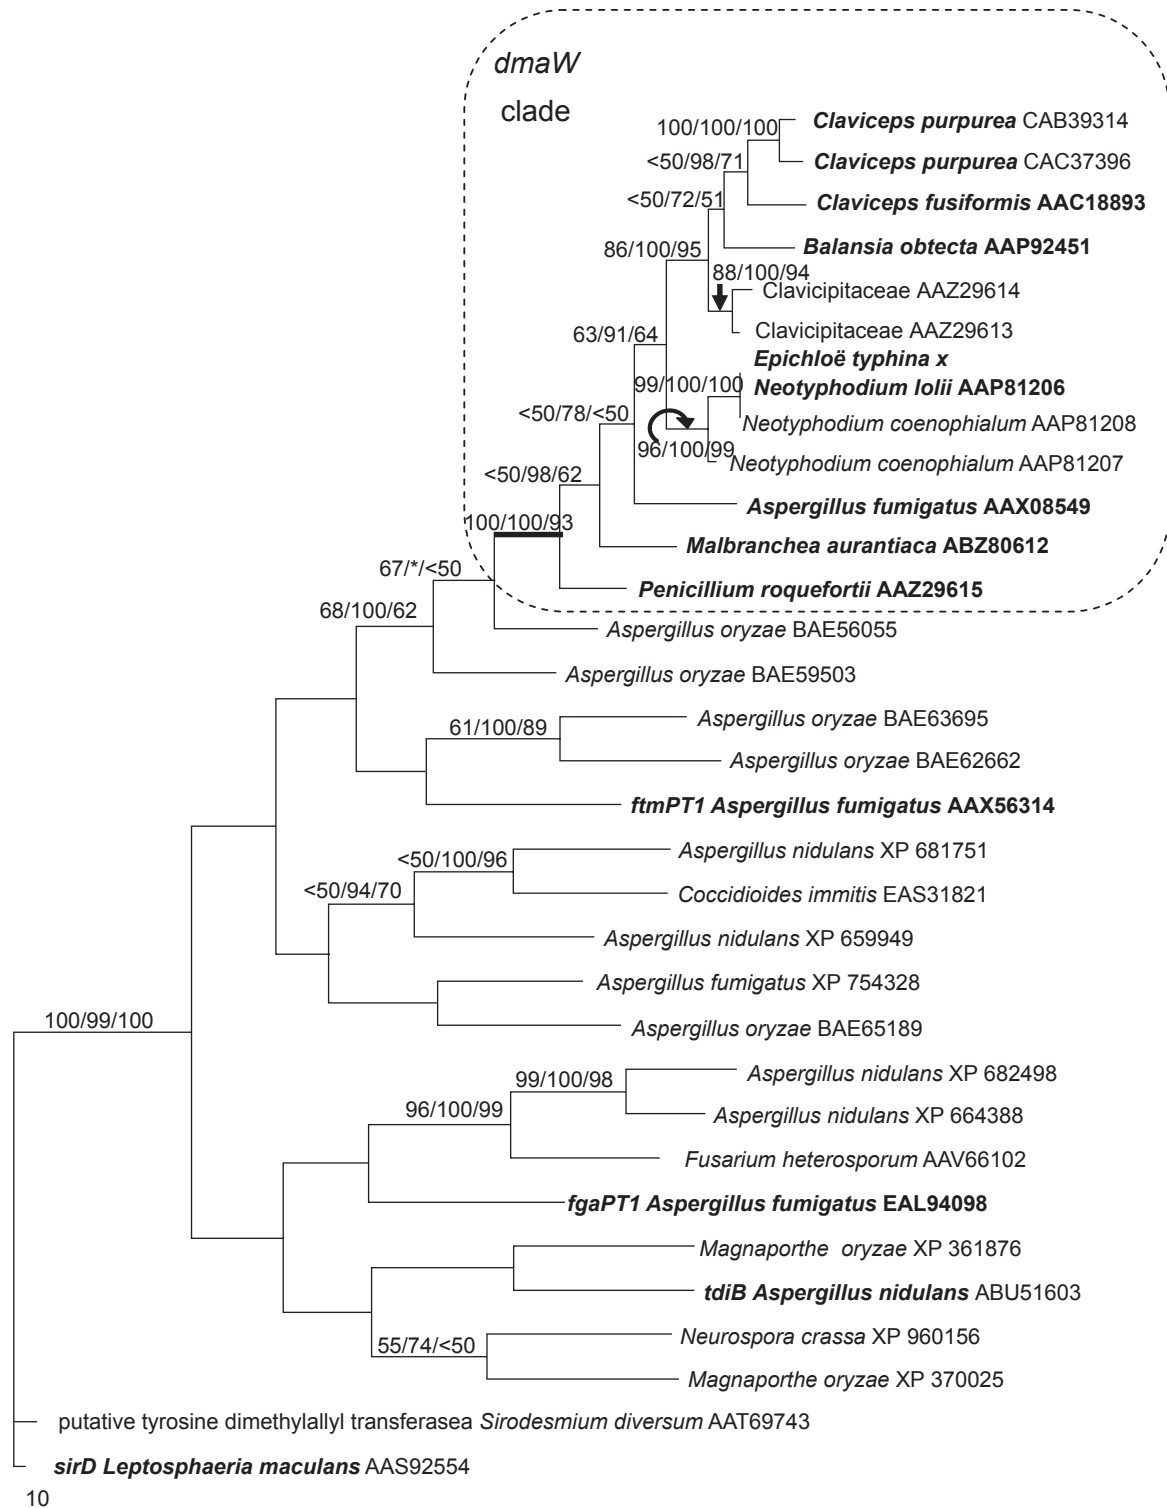 dmaW
clade
100/100/100
Claviceps purpurea CAB39314
<50/98/71
Claviceps purpurea CAC37396
<50/72/51
Claviceps fusiformis AAC18893
86/100/95
Balansia obtecta AAP92451
88/100/94
Clavicipitaceae AAZ29614
63/91/64
Clavicipitaceae AAZ29613
Epichloë typhina x
99/100/100
Neotyphodium lolii AAP81206
<50/78/<50
Neotyphodium coenophialum AAP81208
96/100/99
Neotyphodium coenophialum AAP81207
<50/98/62
Aspergillus fumigatus AAX08549
100/100/93
Malbranchea aurantiaca ABZ80612
67/*/<50
Penicillium roquefortii AAZ29615
68/100/62
Aspergillus oryzae BAE56055
Aspergillus oryzae BAE59503
61/100/89
Aspergillus oryzae BAE63695
Aspergillus oryzae BAE62662
ftmPT1 Aspergillus fumigatus AAX56314
<50/100/96
Aspergillus nidulans XP 681751
<50/94/70
Coccidioides immitis EAS31821
Aspergillus nidulans XP 659949
Aspergillus fumigatus XP 754328
100/99/100
Aspergillus oryzae BAE65189
99/100/98
Aspergillus nidulans XP 682498
96/100/99
Aspergillus nidulans XP 664388
Fusarium heterosporum AAV66102
fgaPT1 Aspergillus fumigatus EAL94098
Magnaporthe oryzae XP 361876
tdiB Aspergillus nidulans ABU51603
55/74/<50
Neurospora crassa XP 960156
Magnaporthe oryzae XP 370025
putative tyrosine dimethylallyl transferasea Sirodesmium diversum AAT69743
sirD Leptosphaeria maculans AAS92554
10